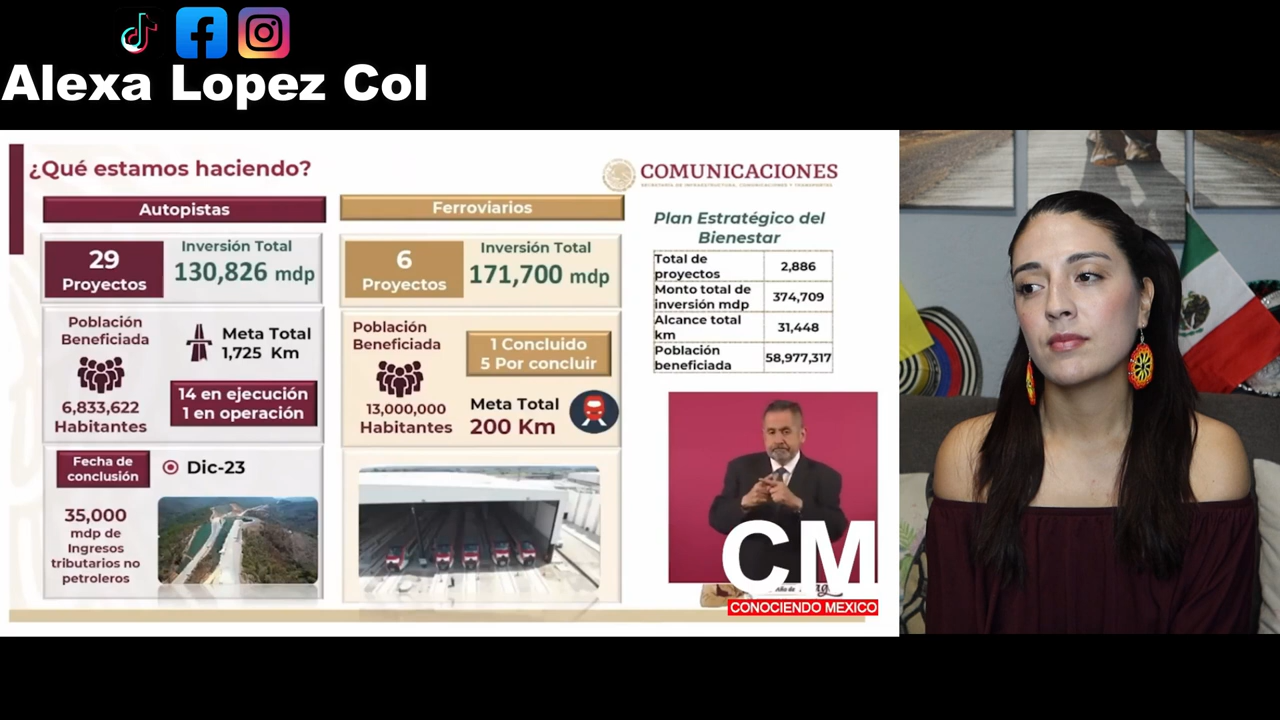 Alexa Lopez Col
¿Qué estamos haciendo?
COMUNICACIONES
SECRETARÍA DE INFRAESTRUCTURA, COMUNICACIONES Y TRANSPORTES
Autopistas
29
Proyectos
Inversión Total
130,826 mdp
Población
Beneficiada
6,833,622
Habitantes
Meta Total
1,725 Km
14 en ejecución
1 en operación
Fecha de
conclusión
Dic-23
35,000
mdp de
Ingresos
tributarios no
petroleros
Ferroviarios
6
Proyectos
Inversión Total
171,700 mdp
Población
Beneficiada
13,000,000
Habitantes
1 Concluido
5 Por concluir
Meta Total
200 Km
Plan Estratégico del
Bienestar
Total de
proyectos
2,886
Monto total de
inversión mdp
374,709
Alcance total
km
31,448
Población
beneficiada
58,977,317
CM
CONOCIENDO MEXICO